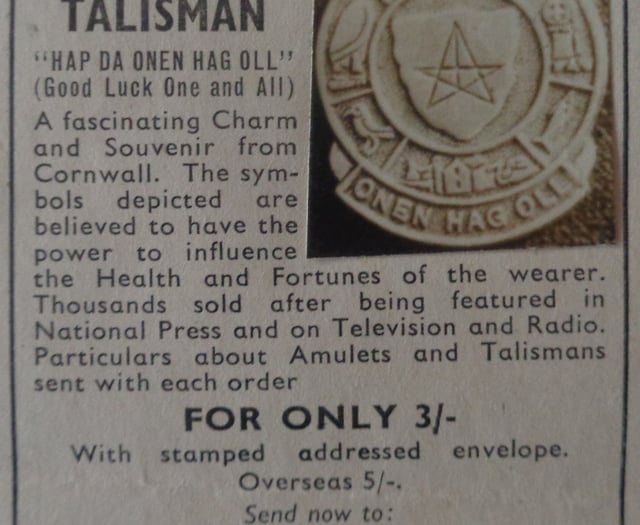 TALISMAN
"HAP DA ONEN HAG OLL"
(Good Luck One and All)
A fascinating Charm
and Souvenir from
Cornwall. The sym-
bols depicted are
believed to have the
power to influence
the Health and Fortunes of the wearer.
Thousands sold after being featured in
National Press and on Television and Radio.
Particulars about Amulets and Talismans
sent with each order
FOR ONLY 3/-
With stamped addressed envelope.
Overseas 5/-.
Send now to:
ONEN HAG OLL